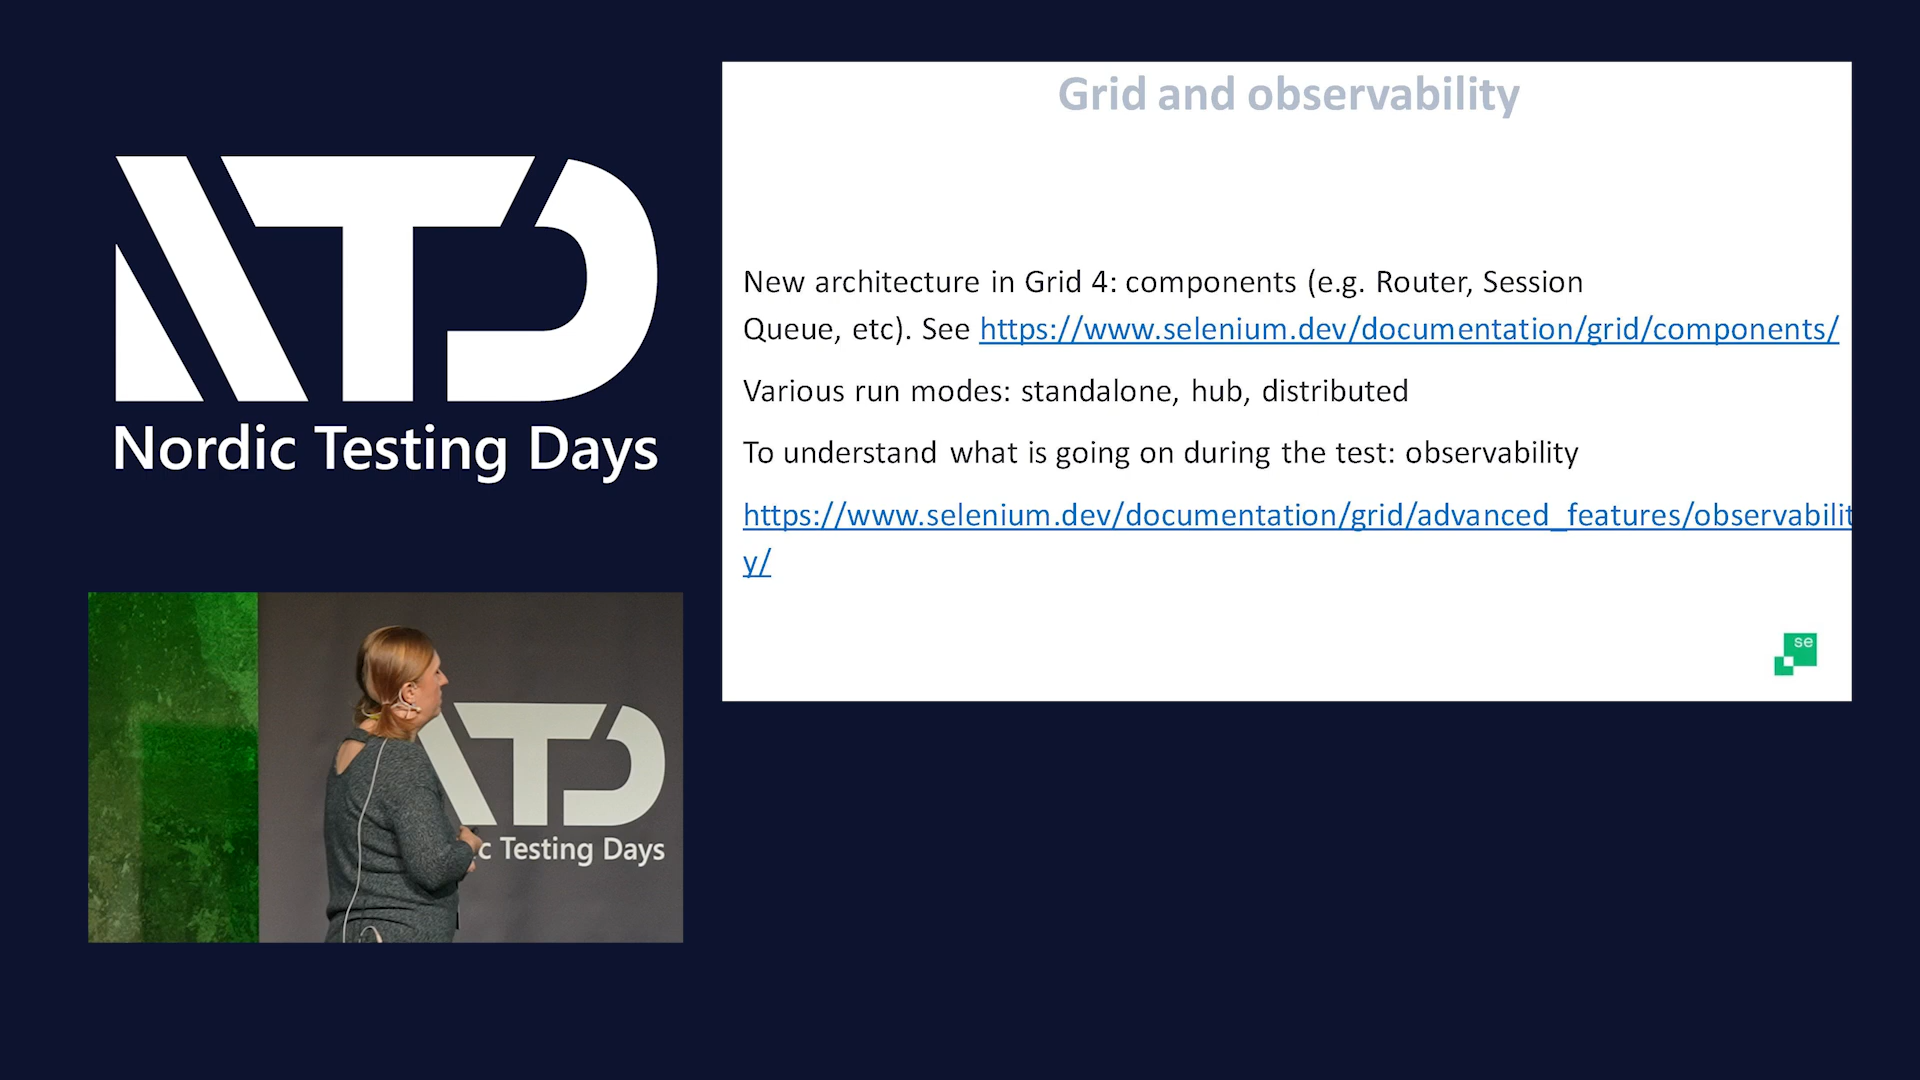 NTD
Nordic Testing Days
Grid and observability
New architecture in Grid 4: components (e.g. Router, Session
Queue, etc). See https://www.selenium.dev/documentation/grid/components/
Various run modes: standalone, hub, distributed
To understand what is going on during the test: observability
https://www.selenium.dev/documentation/grid/advanced_features/observabilit
y/
se
NTD
c Testing Days